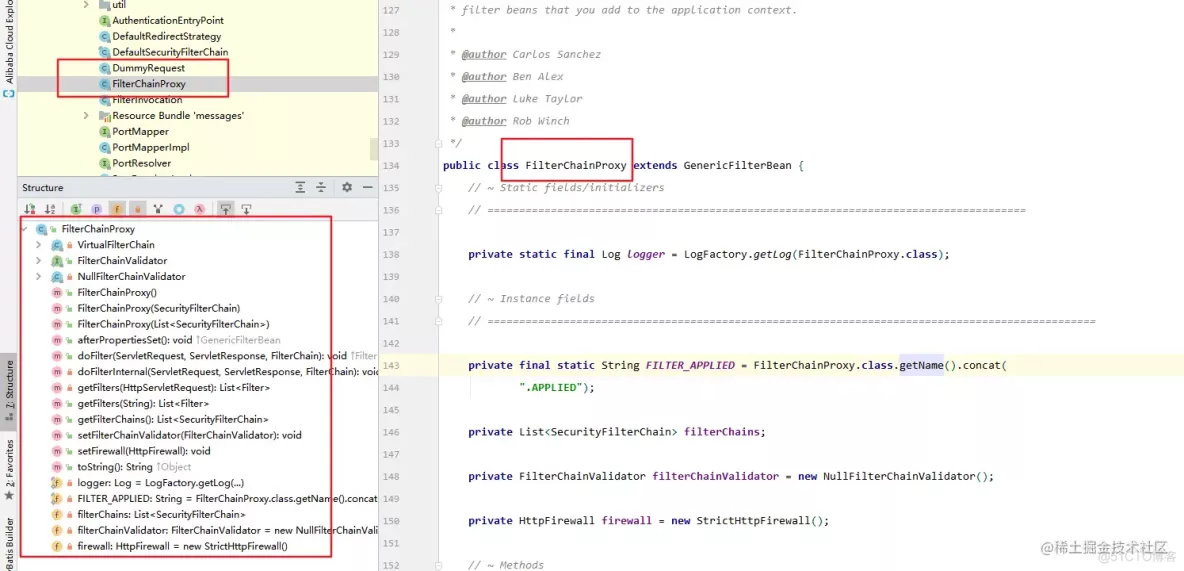 Alibaba Cloud Explorer
util
AuthenticationEntryPoint
DefaultRedirectStrategy
DefaultSecurityFilterChain
DummyRequest
FilterChainProxy
FilterInvocation
Resource Bundle 'messages'
PortMapper
PortMapperImpl
PortResolver
Structure
FilterChainProxy
VirtualFilterChain
FilterChainValidator
NullFilterChainValidator
FilterChainProxy()
FilterChainProxy(SecurityFilterChain)
FilterChainProxy(List<SecurityFilterChain>)
afterPropertiesSet(): void ↑GenericFilterBean
doFilter(ServletRequest, ServletResponse, FilterChain): void ↑Filter
doFilterInternal(ServletRequest, ServletResponse, FilterChain): void
getFilters(HttpServletRequest): List<Filter>
getFilters(String): List<Filter>
getFilterChains(): List<SecurityFilterChain>
setFilterChainValidator(FilterChainValidator): void
setFirewall(HttpFirewall): void
toString(): String ↑Object
logger: Log = LogFactory.getLog(...)
FILTER_APPLIED: String = FilterChainProxy.class.getName().concat
filterChains: List<SecurityFilterChain>
filterChainValidator: FilterChainValidator = new NullFilterChainVali
firewall: HttpFirewall = new StrictHttpFirewall()
Z: Structure
2: Favorites
Batis Builder
127 * filter beans that you add to the application context.
128 *
129 * @author Carlos Sanchez
130 * @author Ben Alex
131 * @author Luke Taylor
132 * @author Rob Winch
133 */
134 public class FilterChainProxy extends GenericFilterBean {
135 // ~ Static fields/initializers
136 // =====================================================================================
137
138 private static final Log logger = LogFactory.getLog(FilterChainProxy.class);
139
140 // ~ Instance fields
141 // ================================================================================================
142
143 private final static String FILTER_APPLIED = FilterChainProxy.class.getName().concat(
144 ".APPLIED");
145
146 private List<SecurityFilterChain> filterChains;
147
148 private FilterChainValidator filterChainValidator = new NullFilterChainValidator();
149
150 private HttpFirewall firewall = new StrictHttpFirewall();
151
152 // ~ Methods
@稀土掘金技术社区
@51CTO博客